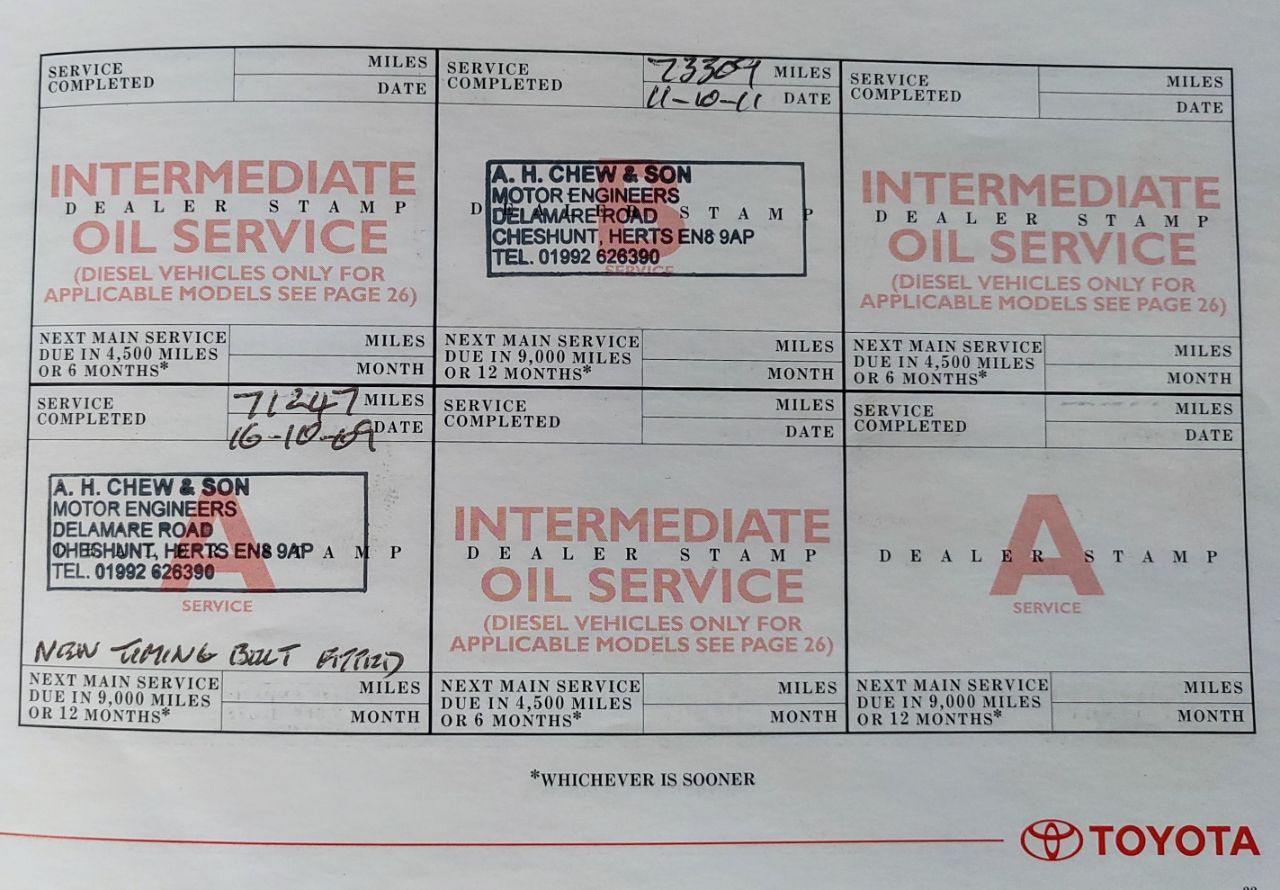 SERVICE COMPLETED
MILES
DATE
INTERMEDIATE
DEALER STAMP
OIL SERVICE
(DIESEL VEHICLES ONLY FOR
APPLICABLE MODELS SEE PAGE 26)
NEXT MAIN SERVICE
DUE IN 4,500 MILES
OR 6 MONTHS*
MILES
MONTH
SERVICE COMPLETED
73309 MILES
11-10-11 DATE
A. H. CHEW & SON
MOTOR ENGINEERS
DELAMARE ROAD
CHESHUNT, HERTS EN8 9AP
TEL. 01992 626390
B
DEALER STAMP
SERVICE
NEXT MAIN SERVICE
DUE IN 9,000 MILES
OR 12 MONTHS*
MILES
MONTH
SERVICE COMPLETED
MILES
DATE
INTERMEDIATE
DEALER STAMP
OIL SERVICE
(DIESEL VEHICLES ONLY FOR
APPLICABLE MODELS SEE PAGE 26)
NEXT MAIN SERVICE
DUE IN 4,500 MILES
OR 6 MONTHS*
MILES
MONTH
SERVICE COMPLETED
71247 MILES
16-10-09 DATE
A. H. CHEW & SON
MOTOR ENGINEERS
DELAMARE ROAD
CHESHUNT, HERTS EN8 9AP
TEL. 01992 626390
A
DEALER STAMP
SERVICE
NEW TIMING BELT FITTED
NEXT MAIN SERVICE
DUE IN 9,000 MILES
OR 12 MONTHS*
MILES
MONTH
SERVICE COMPLETED
MILES
DATE
INTERMEDIATE
DEALER STAMP
OIL SERVICE
(DIESEL VEHICLES ONLY FOR
APPLICABLE MODELS SEE PAGE 26)
NEXT MAIN SERVICE
DUE IN 4,500 MILES
OR 6 MONTHS*
MILES
MONTH
SERVICE COMPLETED
MILES
DATE
A
DEALER STAMP
SERVICE
NEXT MAIN SERVICE
DUE IN 9,000 MILES
OR 12 MONTHS*
MILES
MONTH
*WHICHEVER IS SOONER
TOYOTA